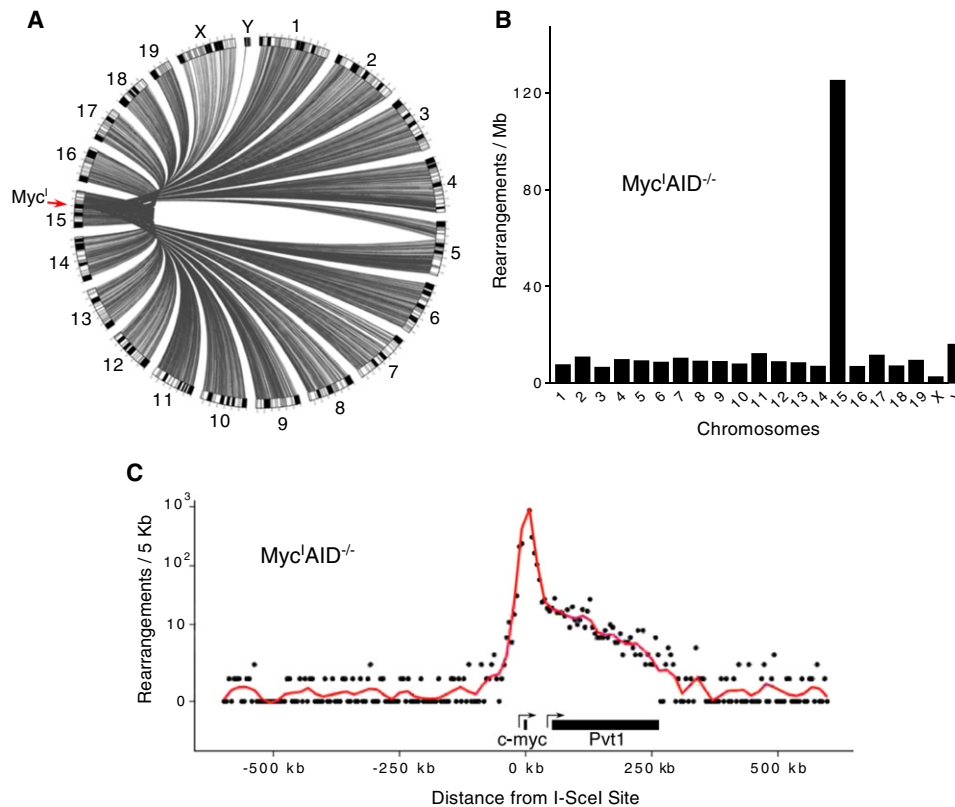 A
X
Y
1
2
3
4
5
6
7
8
9
10
11
12
13
14
15
16
17
18
19
Myc^I
B
Rearrangements / Mb
120
80
40
0
Myc^I AID^-/-
1 2 3 4 5 6 7 8 9 10 11 12 13 14 15 16 17 18 19 X
Chromosomes
C
Rearrangements / 5 Kb
10^3
10^2
10
0
Myc^I AID^-/-
c-myc
Pvt1
-500 kb -250 kb 0 kb 250 kb 500 kb
Distance from I-SceI Site